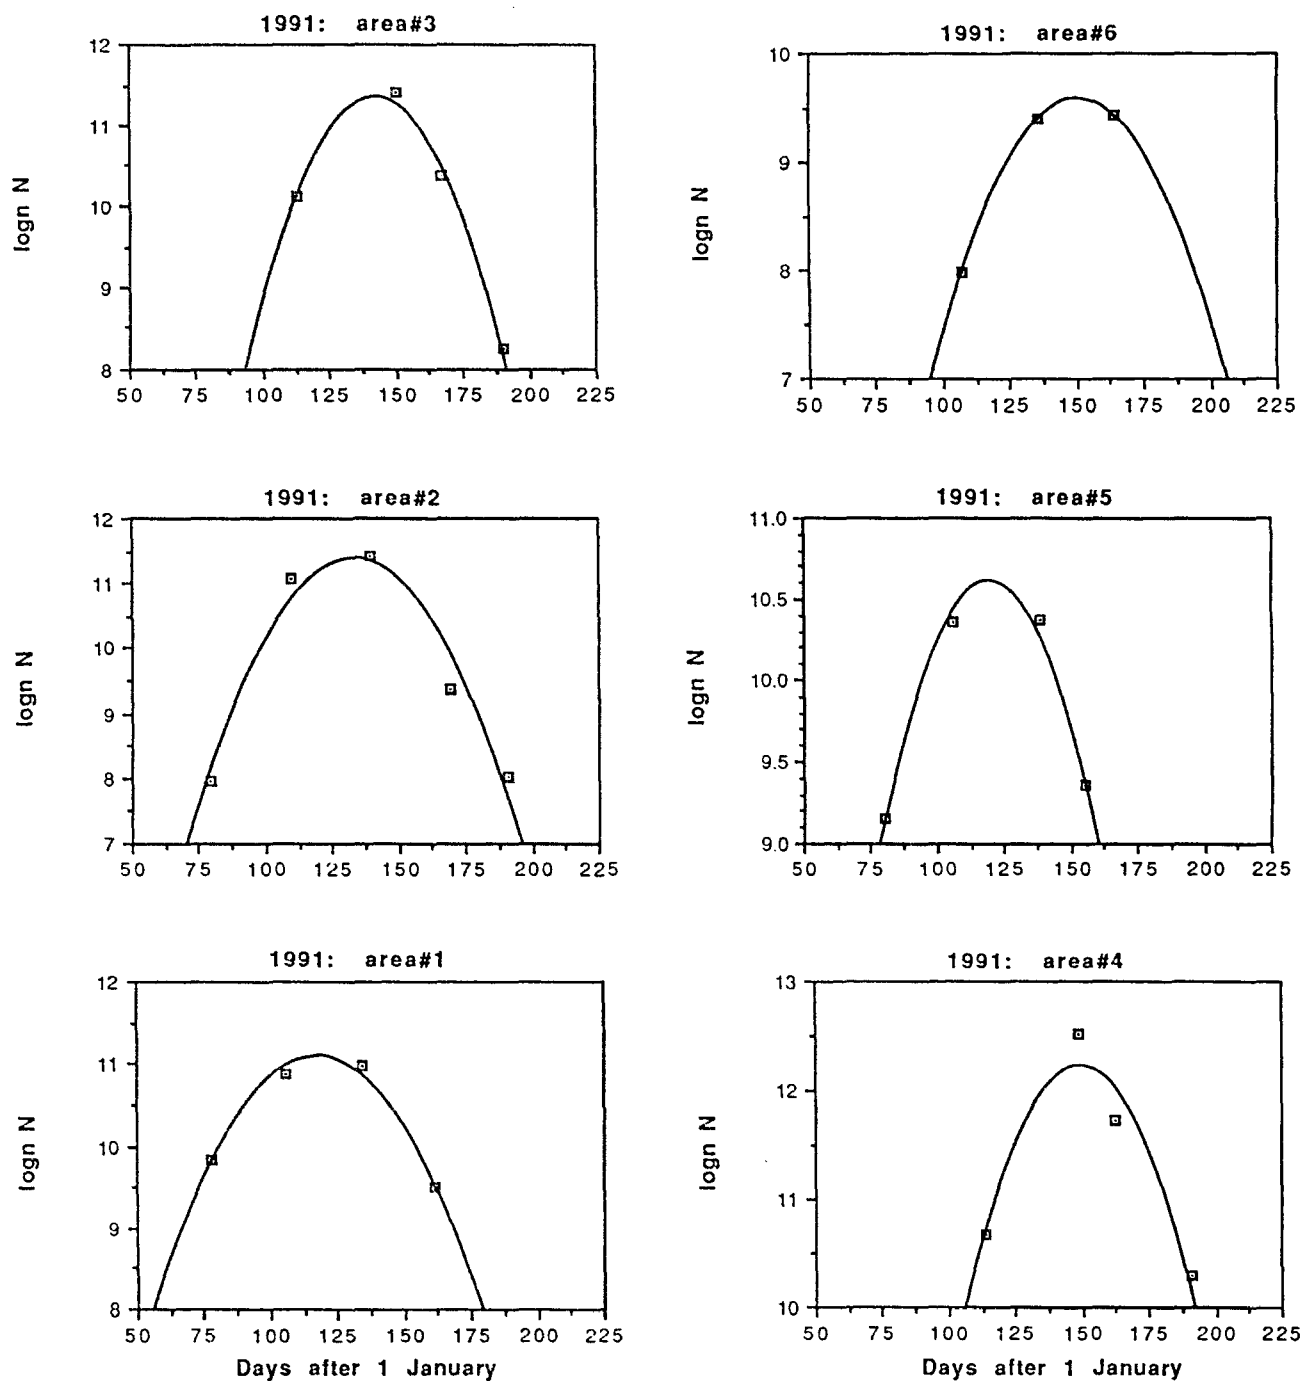 1991: area#3
12
11
10
9
8
logn N
50 75 100 125 150 175 200 225
1991: area#6
10
9
8
7
logn N
50 75 100 125 150 175 200 225
1991: area#2
12
11
10
9
8
7
logn N
50 75 100 125 150 175 200 225
1991: area#5
11.0
10.5
10.0
9.5
9.0
logn N
50 75 100 125 150 175 200 225
1991: area#1
12
11
10
9
8
logn N
50 75 100 125 150 175 200 225
Days after 1 January
1991: area#4
13
12
11
10
logn N
50 75 100 125 150 175 200 225
Days after 1 January